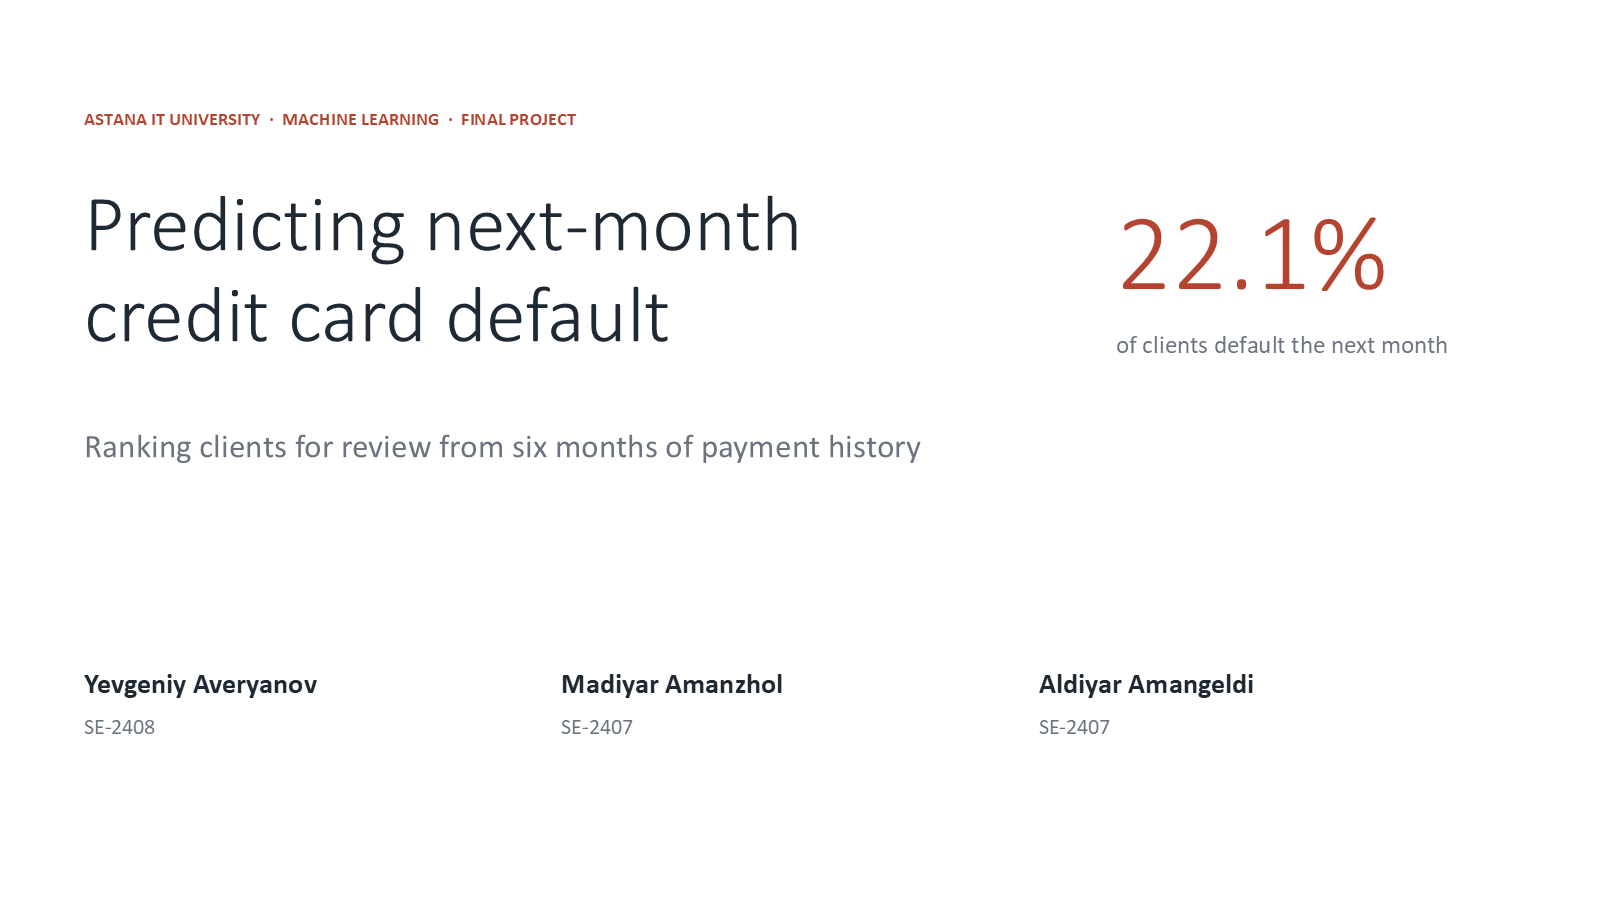 ASTANA IT UNIVERSITY · MACHINE LEARNING · FINAL PROJECT
Predicting next-month
credit card default
22.1%
of clients default the next month
Ranking clients for review from six months of payment history
Yevgeniy Averyanov
SE-2408
Madiyar Amanzhol
SE-2407
Aldiyar Amangeldi
SE-2407